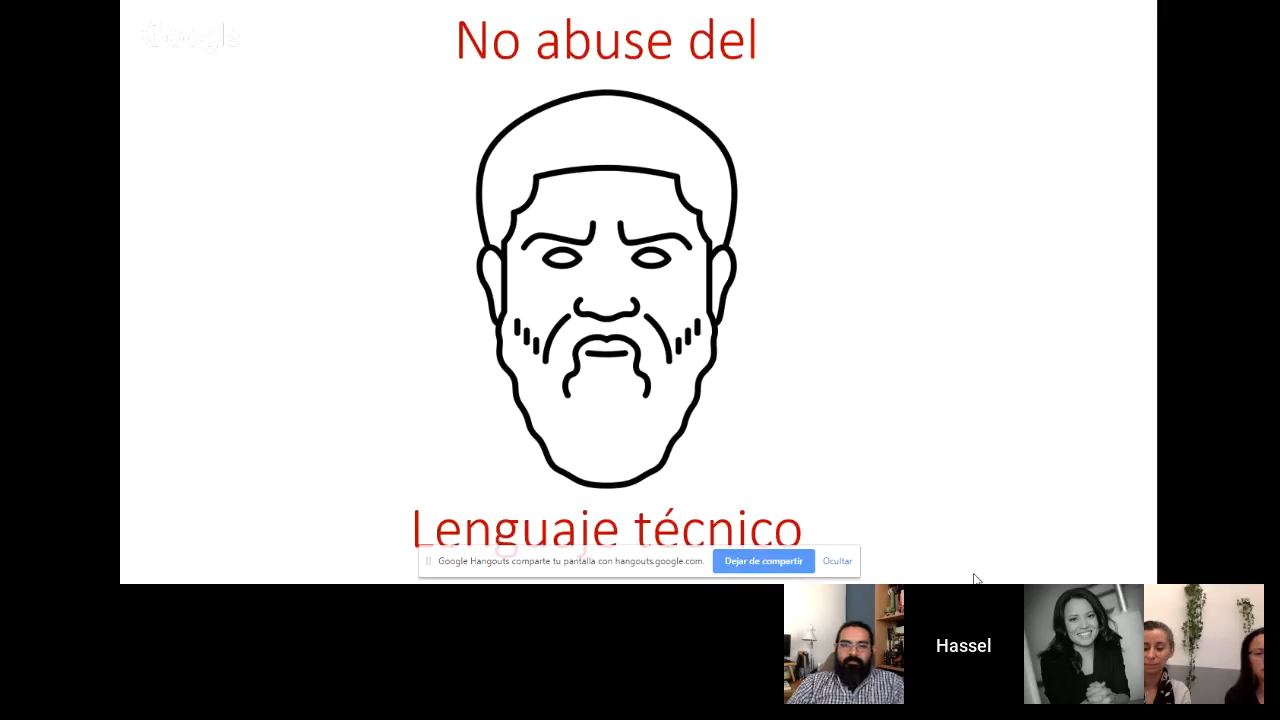 Google
No abuse del
Lenguaje técnico
Google Hangouts comparte tu pantalla con hangouts.google.com.
Dejar de compartir
Ocultar
Hassel